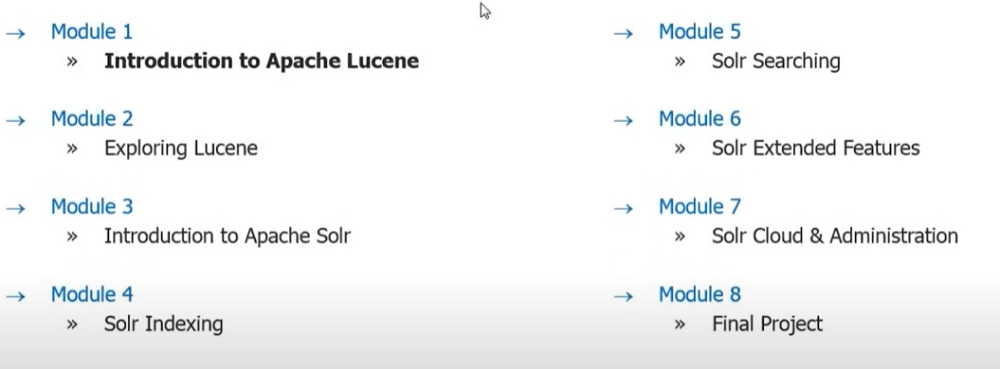 → Module 1
» Introduction to Apache Lucene
→ Module 2
» Exploring Lucene
→ Module 3
» Introduction to Apache Solr
→ Module 4
» Solr Indexing
→ Module 5
» Solr Searching
→ Module 6
» Solr Extended Features
→ Module 7
» Solr Cloud & Administration
→ Module 8
» Final Project